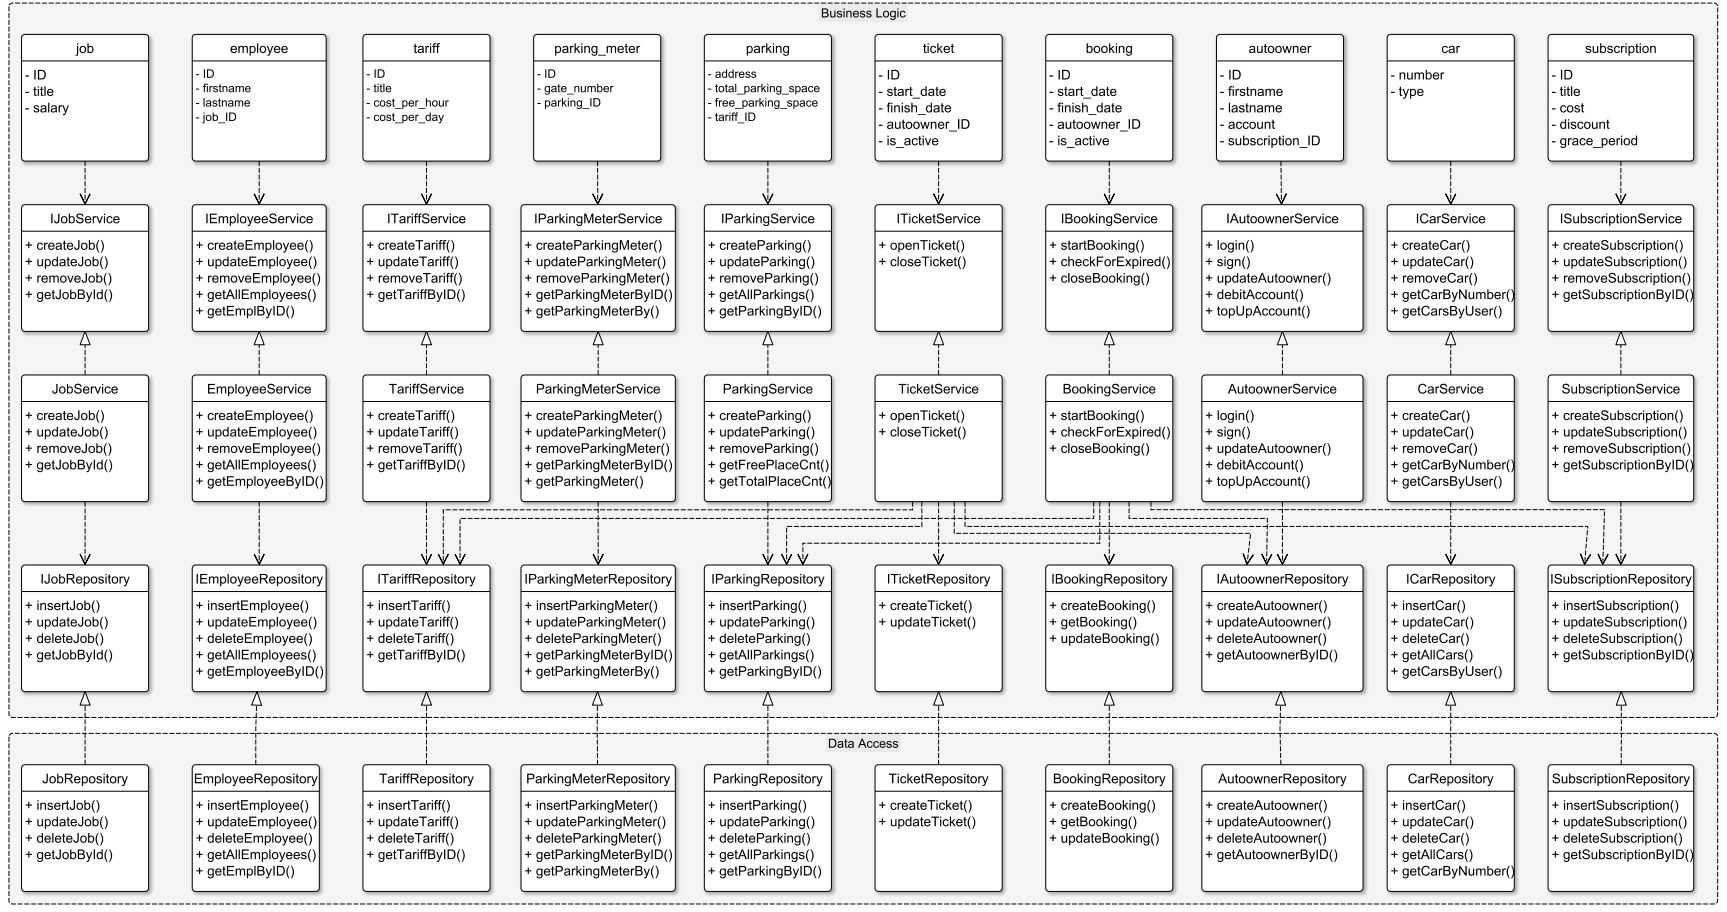 Business Logic
job
- ID
- title
- salary
employee
- ID
- firstname
- lastname
- job_ID
tariff
- ID
- title
- cost_per_hour
- cost_per_day
parking_meter
- ID
- gate_number
- parking_ID
parking
- address
- total_parking_space
- free_parking_space
- tariff_ID
ticket
- ID
- start_date
- finish_date
- autoowner_ID
- is_active
booking
- ID
- start_date
- finish_date
- autoowner_ID
- is_active
autoowner
- ID
- firstname
- lastname
- account
- subscription_ID
car
- number
- type
subscription
- ID
- title
- cost
- discount
- grace_period
IJobService
+ createJob()
+ updateJob()
+ removeJob()
+ getJobById()
IEmployeeService
+ createEmployee()
+ updateEmployee()
+ removeEmployee()
+ getAllEmployees()
+ getEmplByID()
ITariffService
+ createTariff()
+ updateTariff()
+ removeTariff()
+ getTariffByID()
IParkingMeterService
+ createParkingMeter()
+ updateParkingMeter()
+ removeParkingMeter()
+ getParkingMeterByID()
+ getParkingMeterBy()
IParkingService
+ createParking()
+ updateParking()
+ removeParking()
+ getAllParkings()
+ getParkingByID()
ITicketService
+ openTicket()
+ closeTicket()
IBookingService
+ startBooking()
+ checkForExpired()
+ closeBooking()
IAutoownerService
+ login()
+ sign()
+ updateAutoowner()
+ debitAccount()
+ topUpAccount()
ICarService
+ createCar()
+ updateCar()
+ removeCar()
+ getCarByNumber()
+ getCarsByUser()
ISubscriptionService
+ createSubscription()
+ updateSubscription()
+ removeSubscription()
+ getSubscriptionByID()
JobService
+ createJob()
+ updateJob()
+ removeJob()
+ getJobById()
EmployeeService
+ createEmployee()
+ updateEmployee()
+ removeEmployee()
+ getAllEmployees()
+ getEmployeeByID()
TariffService
+ createTariff()
+ updateTariff()
+ removeTariff()
+ getTariffByID()
ParkingMeterService
+ createParkingMeter()
+ updateParkingMeter()
+ removeParkingMeter()
+ getParkingMeterByID()
+ getParkingMeter()
ParkingService
+ createParking()
+ updateParking()
+ removeParking()
+ getFreePlaceCnt()
+ getTotalPlaceCnt()
TicketService
+ openTicket()
+ closeTicket()
BookingService
+ startBooking()
+ checkForExpired()
+ closeBooking()
AutoownerService
+ login()
+ sign()
+ updateAutoowner()
+ debitAccount()
+ topUpAccount()
CarService
+ createCar()
+ updateCar()
+ removeCar()
+ getCarByNumber()
+ getCarsByUser()
SubscriptionService
+ createSubscription()
+ updateSubscription()
+ removeSubscription()
+ getSubscriptionByID()
IJobRepository
+ insertJob()
+ updateJob()
+ deleteJob()
+ getJobById()
IEmployeeRepository
+ insertEmployee()
+ updateEmployee()
+ deleteEmployee()
+ getAllEmployees()
+ getEmployeeByID()
ITariffRepository
+ insertTariff()
+ updateTariff()
+ deleteTariff()
+ getTariffByID()
IParkingMeterRepository
+ insertParkingMeter()
+ updateParkingMeter()
+ deleteParkingMeter()
+ getParkingMeterByID()
+ getParkingMeterBy()
IParkingRepository
+ insertParking()
+ updateParking()
+ deleteParking()
+ getAllParkings()
+ getParkingByID()
ITicketRepository
+ createTicket()
+ updateTicket()
IBookingRepository
+ createBooking()
+ getBooking()
+ updateBooking()
IAutoownerRepository
+ createAutoowner()
+ updateAutoowner()
+ deleteAutoowner()
+ getAutoownerByID()
ICarRepository
+ insertCar()
+ updateCar()
+ deleteCar()
+ getAllCars()
+ getCarsByUser()
ISubscriptionRepository
+ insertSubscription()
+ updateSubscription()
+ deleteSubscription()
+ getSubscriptionByID()
Data Access
JobRepository
+ insertJob()
+ updateJob()
+ deleteJob()
+ getJobById()
EmployeeRepository
+ insertEmployee()
+ updateEmployee()
+ deleteEmployee()
+ getAllEmployees()
+ getEmplByID()
TariffRepository
+ insertTariff()
+ updateTariff()
+ deleteTariff()
+ getTariffByID()
ParkingMeterRepository
+ insertParkingMeter()
+ updateParkingMeter()
+ deleteParkingMeter()
+ getParkingMeterByID()
+ getParkingMeterBy()
ParkingRepository
+ insertParking()
+ updateParking()
+ deleteParking()
+ getAllParkings()
+ getParkingByID()
TicketRepository
+ createTicket()
+ updateTicket()
BookingRepository
+ createBooking()
+ getBooking()
+ updateBooking()
AutoownerRepository
+ createAutoowner()
+ updateAutoowner()
+ deleteAutoowner()
+ getAutoownerByID()
CarRepository
+ insertCar()
+ updateCar()
+ deleteCar()
+ getAllCars()
+ getCarByNumber()
SubscriptionRepository
+ insertSubscription()
+ updateSubscription()
+ deleteSubscription()
+ getSubscriptionByID()